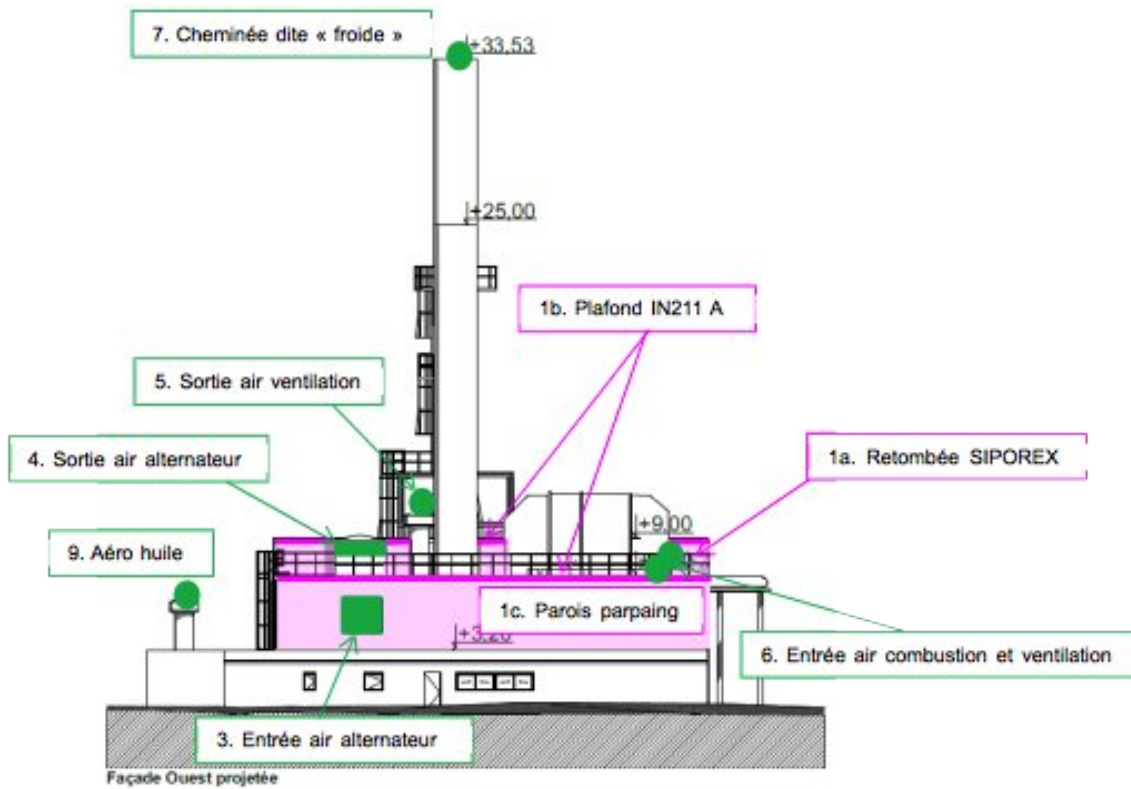 7. Cheminée dite « froide »
+33,53
+25,00
1b. Plafond IN211 A
5. Sortie air ventilation
4. Sortie air alternateur
1a. Retombée SIPOREX
+9,00
9. Aéro huile
1c. Parois parpaing
+3.20
6. Entrée air combustion et ventilation
3. Entrée air alternateur
Façade Ouest projetée